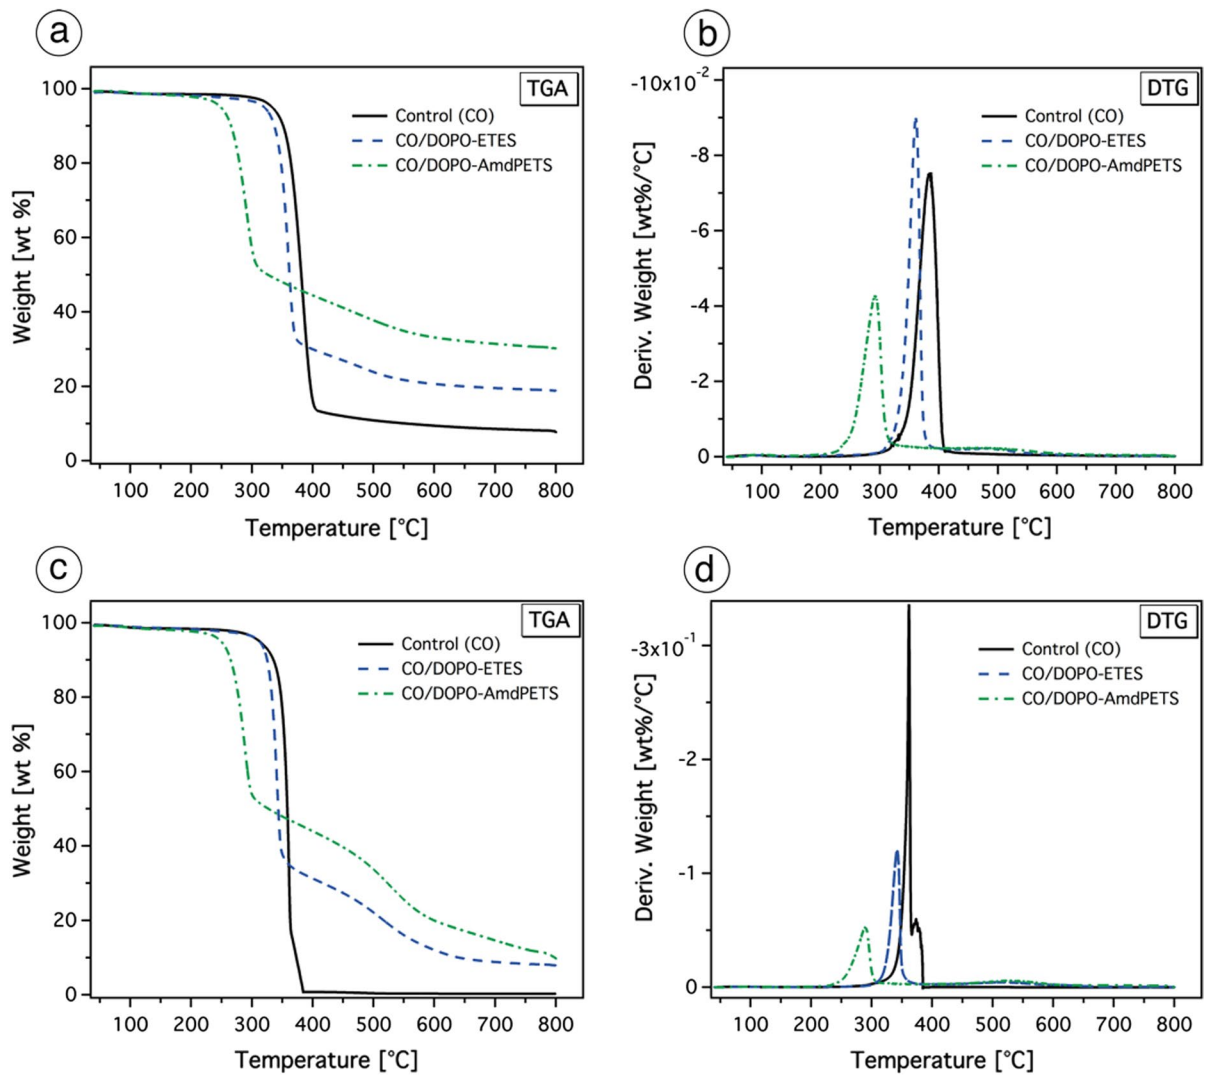 a
TGA
Control (CO)
CO/DOPO-ETES
CO/DOPO-AmdPETS
100
80
60
40
20
0
Weight [wt %]
100 200 300 400 500 600 700 800
Temperature [°C]
b
DTG
Control (CO)
CO/DOPO-ETES
CO/DOPO-AmdPETS
-10x10⁻²
-8
-6
-4
-2
0
Deriv. Weight [wt%/°C]
100 200 300 400 500 600 700 800
Temperature [°C]
c
TGA
Control (CO)
CO/DOPO-ETES
CO/DOPO-AmdPETS
100
80
60
40
20
0
Weight [wt %]
100 200 300 400 500 600 700 800
Temperature [°C]
d
DTG
Control (CO)
CO/DOPO-ETES
CO/DOPO-AmdPETS
-3x10⁻¹
-2
-1
0
Deriv. Weight [wt%/°C]
100 200 300 400 500 600 700 800
Temperature [°C]